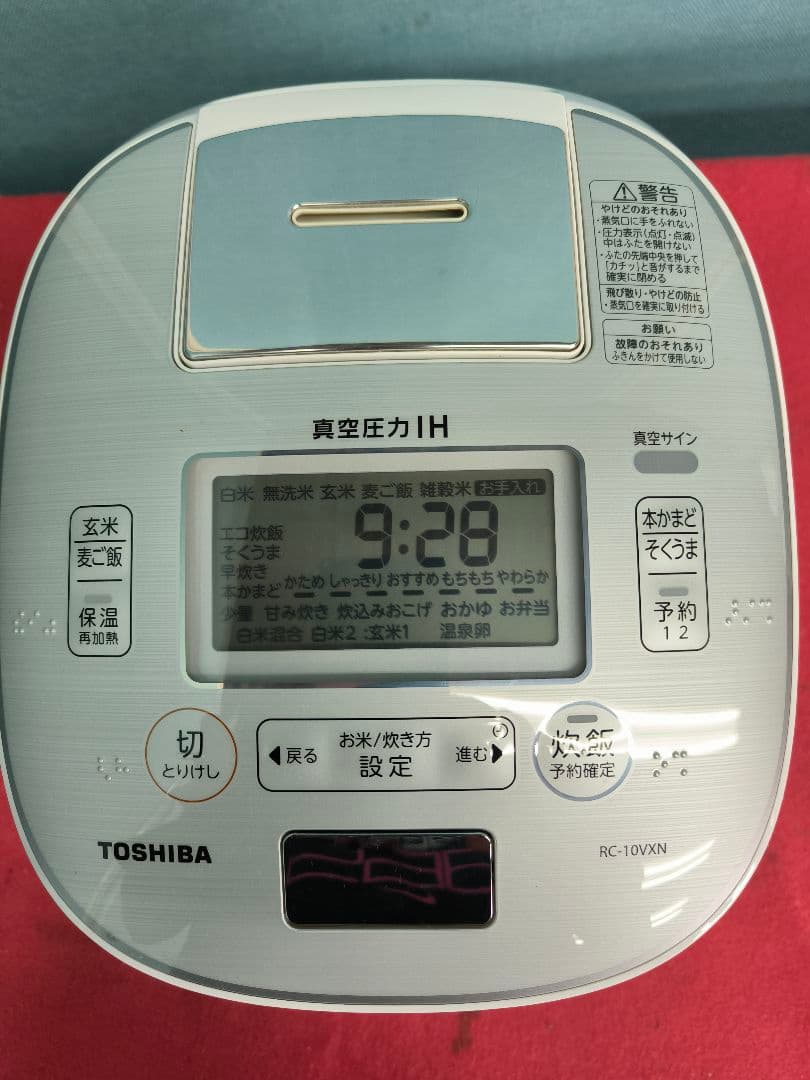 警告
やけどのおそれあり
・蒸気口に手をふれない
・圧力表示(点灯・点滅)
中はふたを開けない
・ふたの先端中央を押して
「カチッ」と音がするまで
確実に閉める
飛び散り・やけどの防止
・蒸気口を確実に取り付ける
お願い
故障のおそれあり
ふきんをかけて使用しない
真空圧力IH
真空サイン
白米 無洗米 玄米 麦ご飯 雑穀米 お手入れ
9:28
エコ炊飯
そくうま
早炊き
本かまど
かため しゃっきり おすすめ もちもち やわらか
少量 甘み炊き 炊込み おこげ おかゆ お弁当
白米混合 白米2:玄米1 温泉卵
玄米
麦ご飯
保温
再加熱
本かまど
そくうま
予約
1 2
切
とりけし
お米/炊き方
戻る 設定 進む
炊飯
予約確定
TOSHIBA
RC-10VXN